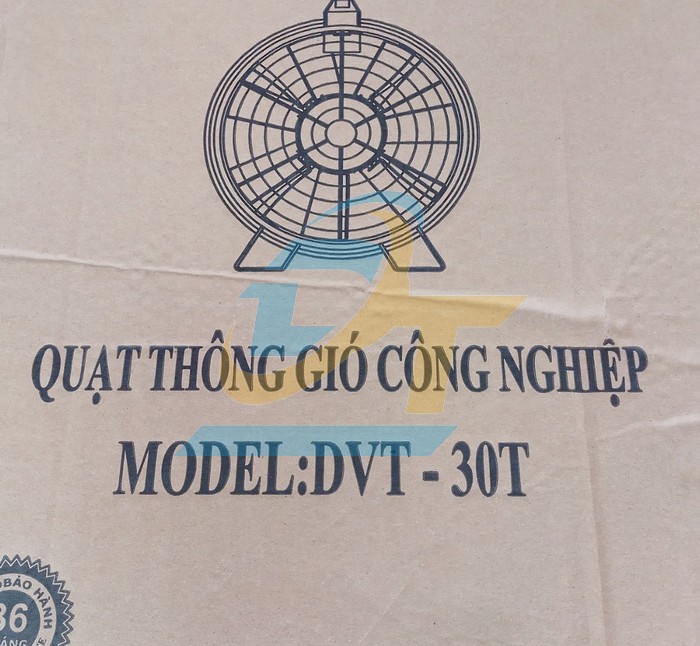 QUẠT THÔNG GIÓ CÔNG NGHIỆP
MODEL:DVT - 30T
BẢO HÀNH
36